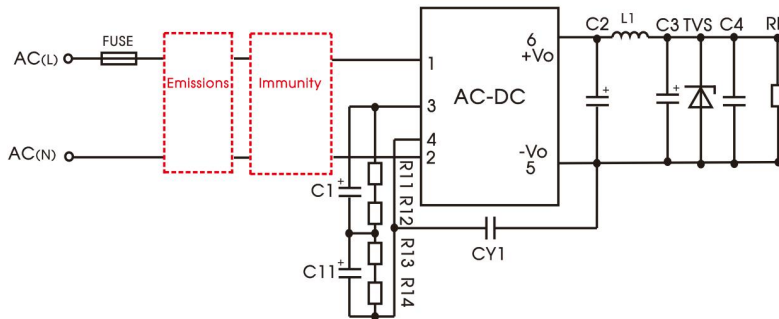 AC(L)
FUSE
Emissions
Immunity
1
3
4
2
AC-DC
6
+Vo
-Vo
5
C2
L1
C3
TVS
C4
AC(N)
C1
C11
R11
R12
R13
R14
CY1